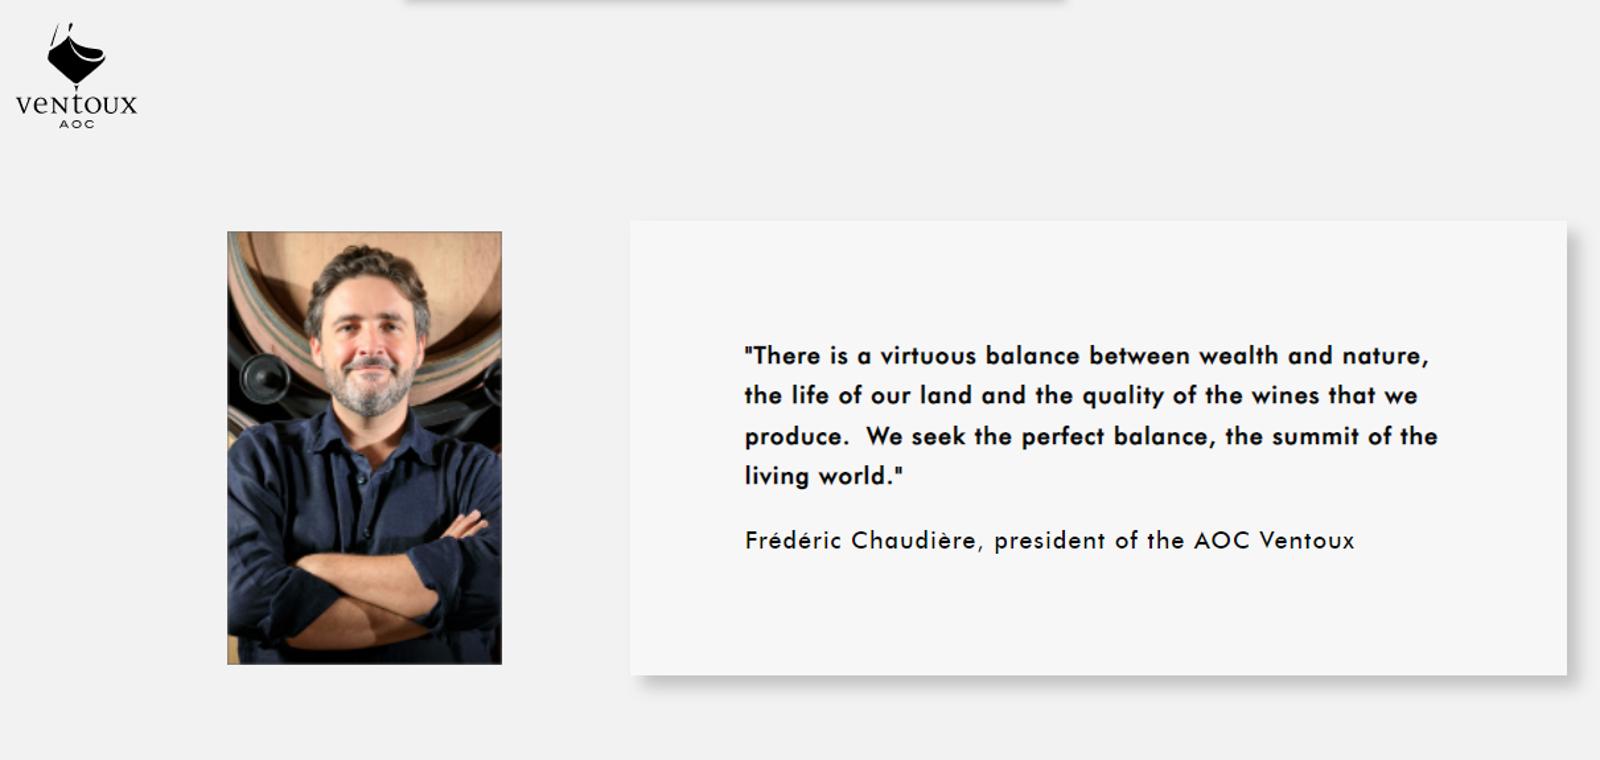 ventoux
AOC
"There is a virtuous balance between wealth and nature,
the life of our land and the quality of the wines that we
produce.  We seek the perfect balance, the summit of the
living world."
Frédéric Chaudière, president of the AOC Ventoux